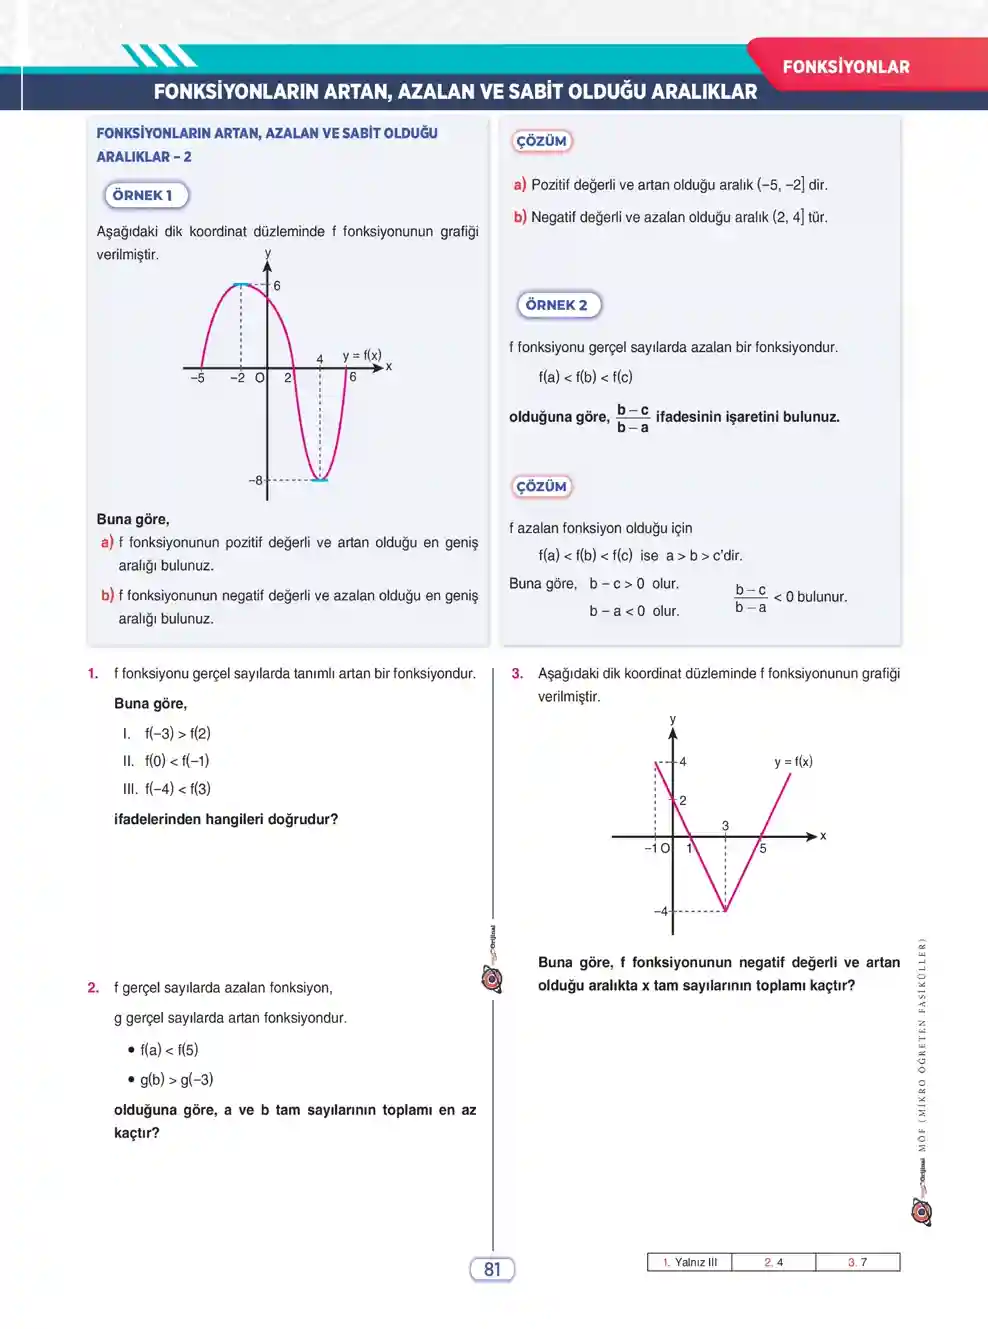 FONKSİYONLAR
FONKSİYONLARIN ARTAN, AZALAN VE SABİT OLDUĞU ARALIKLAR
FONKSİYONLARIN ARTAN, AZALAN VE SABİT OLDUĞU
ARALIKLAR – 2
ÖRNEK 1
Aşağıdaki dik koordinat düzleminde f fonksiyonunun grafiği
verilmiştir.
y
6
4
y = f(x)
x
–5
–2
O
2
6
–8
Buna göre,
a) f fonksiyonunun pozitif değerli ve artan olduğu en geniş
aralığı bulunuz.
b) f fonksiyonunun negatif değerli ve azalan olduğu en geniş
aralığı bulunuz.
ÇÖZÜM
a) Pozitif değerli ve artan olduğu aralık (–5, –2] dir.
b) Negatif değerli ve azalan olduğu aralık (2, 4] tür.
ÖRNEK 2
f fonksiyonu gerçel sayılarda azalan bir fonksiyondur.
f(a) < f(b) < f(c)
olduğuna göre, b – c / b – a ifadesinin işaretini bulunuz.
ÇÖZÜM
f azalan fonksiyon olduğu için
f(a) < f(b) < f(c) ise a > b > c'dir.
Buna göre, b – c > 0 olur.
b – a < 0 olur.
b – c / b – a < 0 bulunur.
1. f fonksiyonu gerçel sayılarda tanımlı artan bir fonksiyondur.
Buna göre,
I. f(–3) > f(2)
II. f(0) < f(–1)
III. f(–4) < f(3)
ifadelerinden hangileri doğrudur?
2. f gerçel sayılarda azalan fonksiyon,
g gerçel sayılarda artan fonksiyondur.
• f(a) < f(5)
• g(b) > g(–3)
olduğuna göre, a ve b tam sayılarının toplamı en az
kaçtır?
3. Aşağıdaki dik koordinat düzleminde f fonksiyonunun grafiği
verilmiştir.
y
4
y = f(x)
2
3
x
–1
O
1
5
–4
Buna göre, f fonksiyonunun negatif değerli ve artan
olduğu aralıkta x tam sayılarının toplamı kaçtır?
Orijinal
Orijinal MÖF (MİKRO ÖĞRETEN FASİKÜLLER)
81
1. Yalnız III
2. 4
3. 7